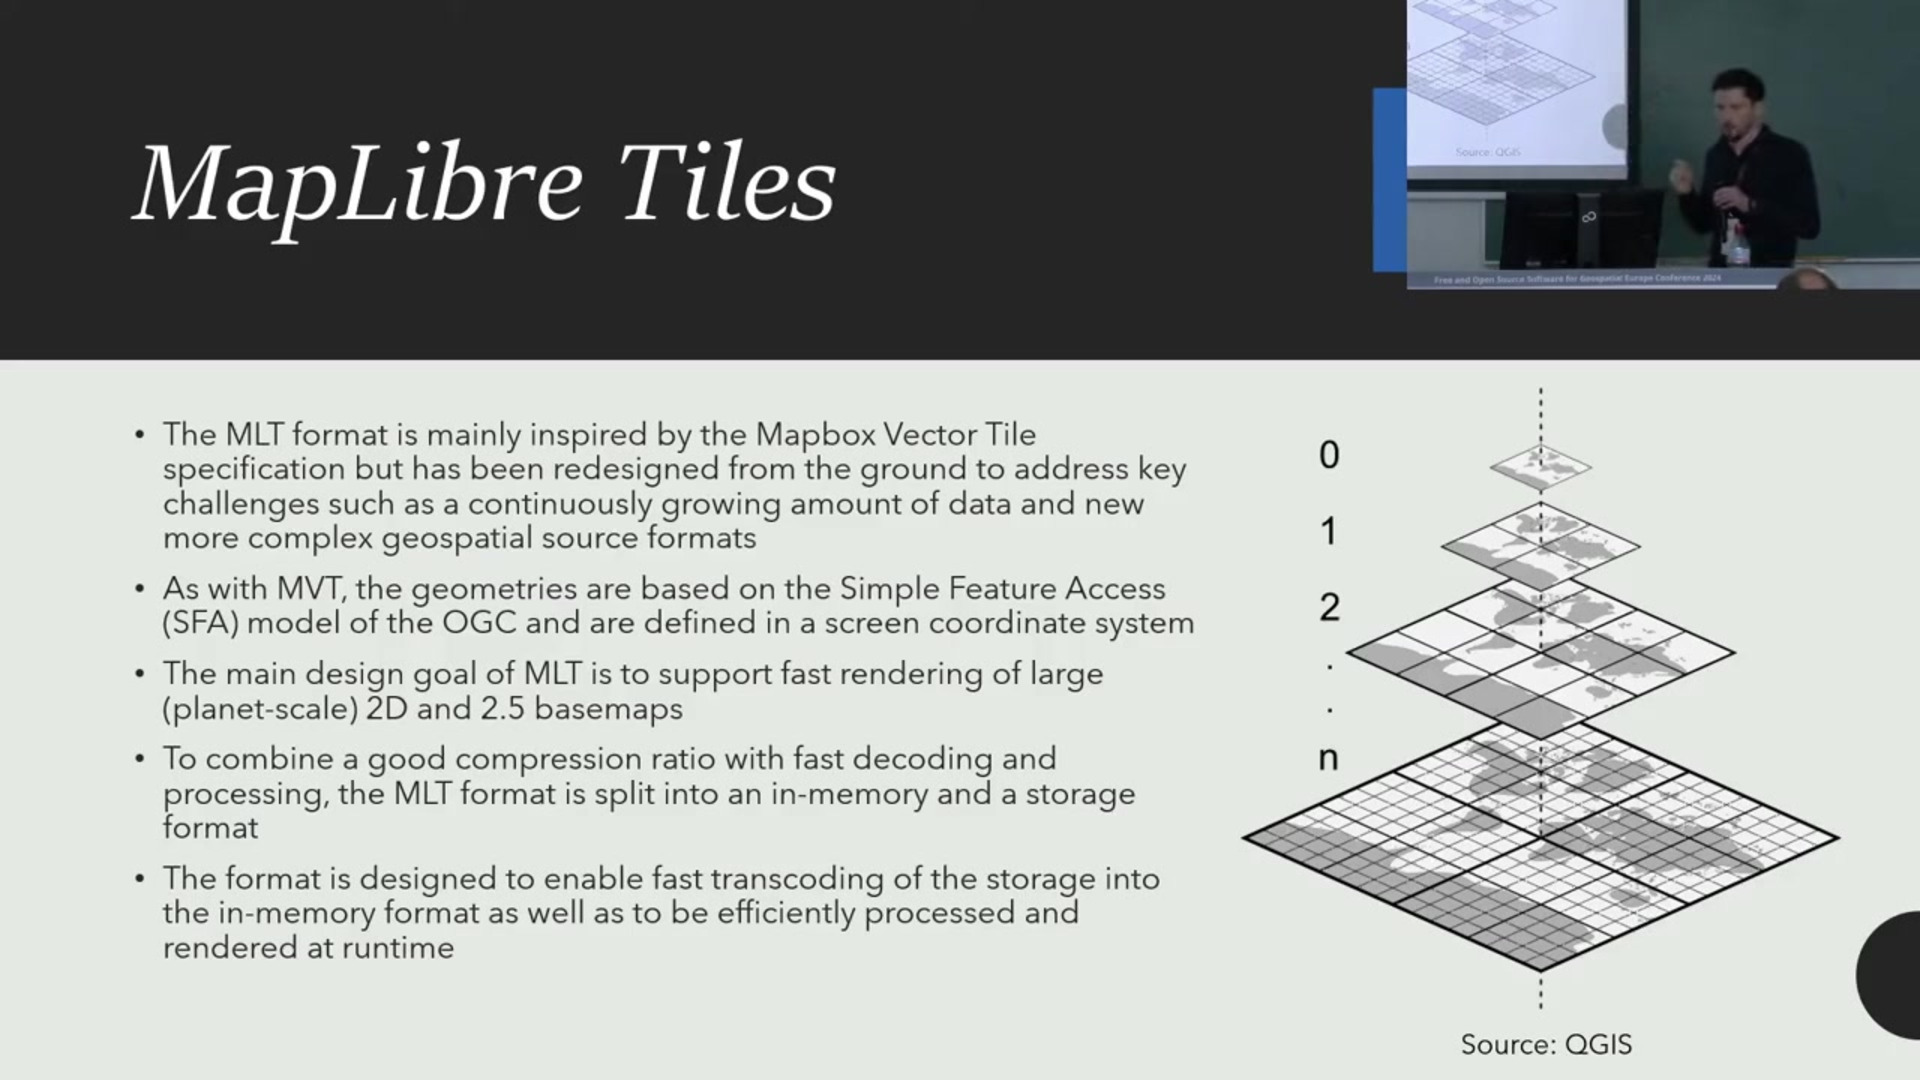 MapLibre Tiles
Source: QGIS
Free and Open Source Software for Geospatial Europe Conference 2024
• The MLT format is mainly inspired by the Mapbox Vector Tile
specification but has been redesigned from the ground to address key
challenges such as a continuously growing amount of data and new
more complex geospatial source formats
• As with MVT, the geometries are based on the Simple Feature Access
(SFA) model of the OGC and are defined in a screen coordinate system
• The main design goal of MLT is to support fast rendering of large
(planet-scale) 2D and 2.5 basemaps
• To combine a good compression ratio with fast decoding and
processing, the MLT format is split into an in-memory and a storage
format
• The format is designed to enable fast transcoding of the storage into
the in-memory format as well as to be efficiently processed and
rendered at runtime
0
1
2
.
.
n
Source: QGIS